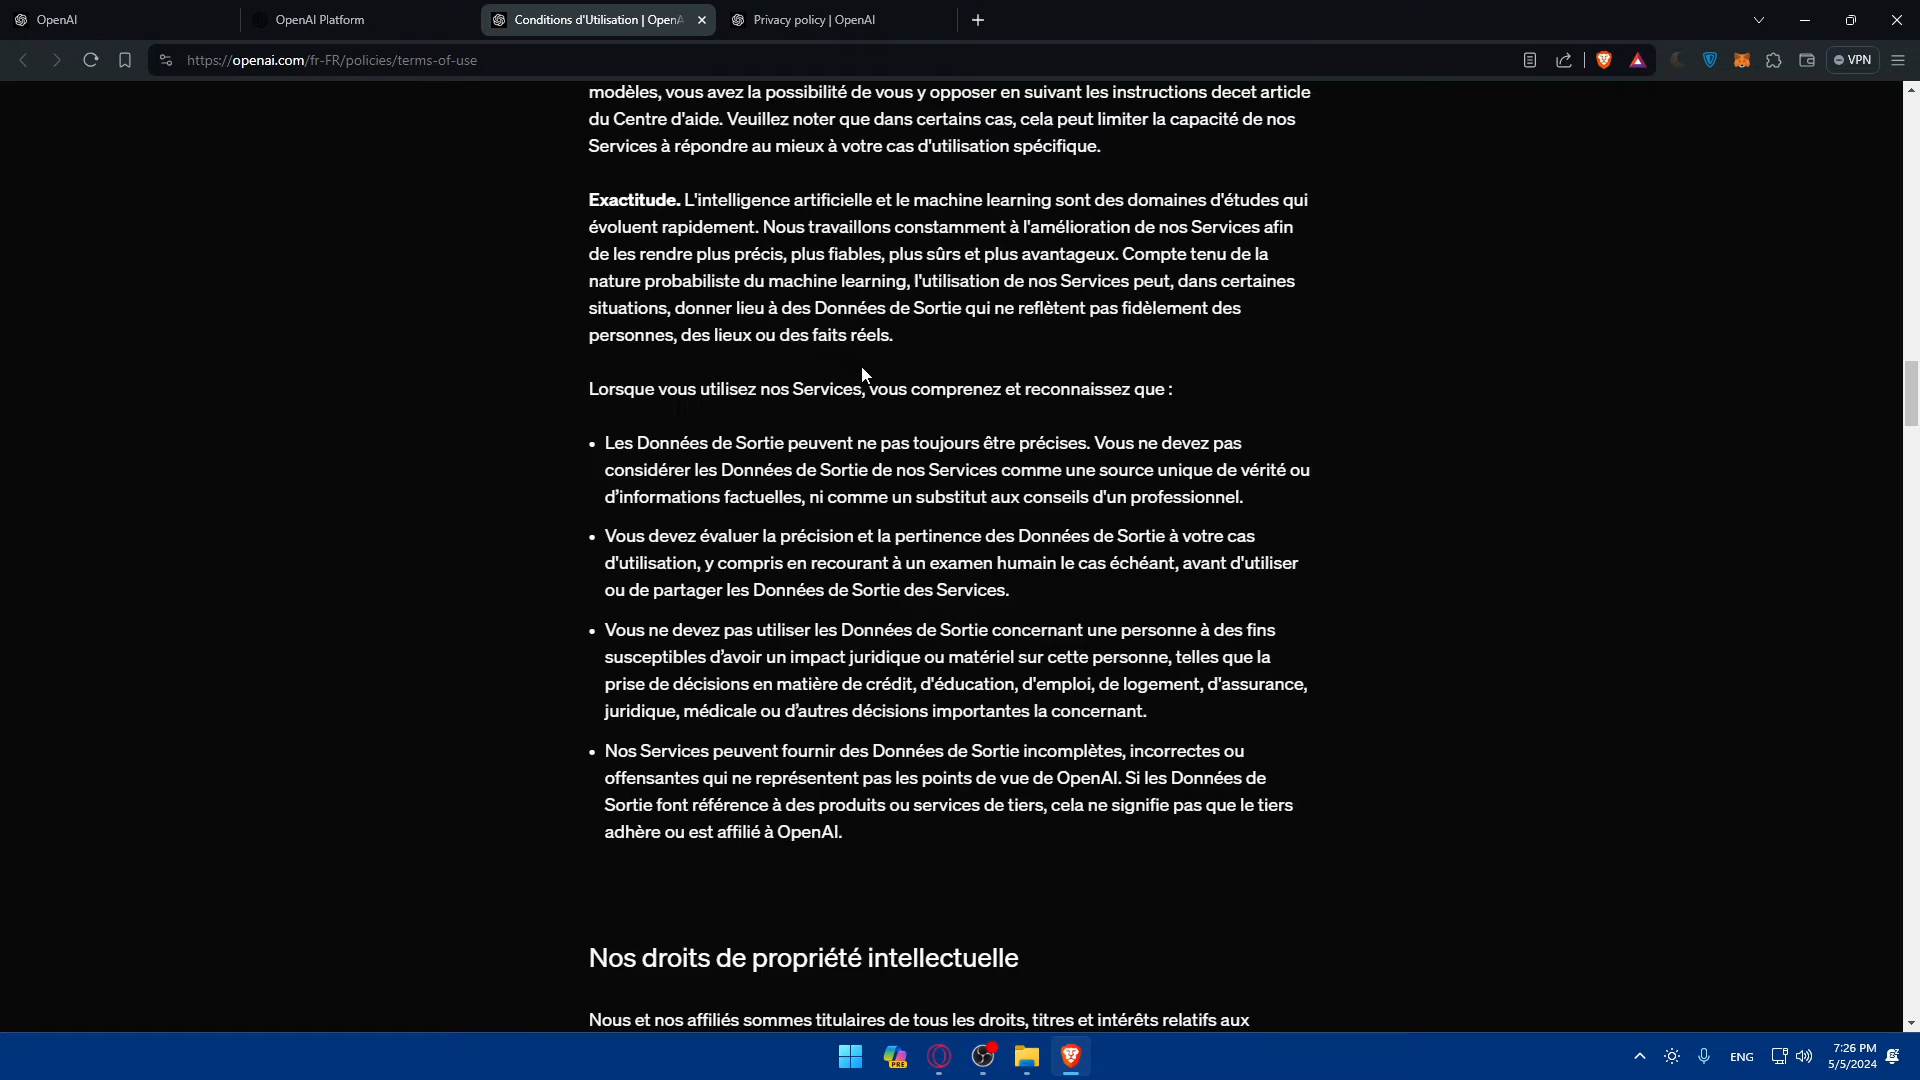 OpenAI
OpenAI Platform
Conditions d'Utilisation | OpenA
Privacy policy | OpenAI
https://openai.com/fr-FR/policies/terms-of-use
VPN
modèles, vous avez la possibilité de vous y opposer en suivant les instructions decet article
du Centre d'aide. Veuillez noter que dans certains cas, cela peut limiter la capacité de nos
Services à répondre au mieux à votre cas d'utilisation spécifique.
Exactitude. L'intelligence artificielle et le machine learning sont des domaines d'études qui
évoluent rapidement. Nous travaillons constamment à l'amélioration de nos Services afin
de les rendre plus précis, plus fiables, plus sûrs et plus avantageux. Compte tenu de la
nature probabiliste du machine learning, l'utilisation de nos Services peut, dans certaines
situations, donner lieu à des Données de Sortie qui ne reflètent pas fidèlement des
personnes, des lieux ou des faits réels.
Lorsque vous utilisez nos Services, vous comprenez et reconnaissez que :
• Les Données de Sortie peuvent ne pas toujours être précises. Vous ne devez pas
considérer les Données de Sortie de nos Services comme une source unique de vérité ou
d’informations factuelles, ni comme un substitut aux conseils d'un professionnel.
• Vous devez évaluer la précision et la pertinence des Données de Sortie à votre cas
d'utilisation, y compris en recourant à un examen humain le cas échéant, avant d'utiliser
ou de partager les Données de Sortie des Services.
• Vous ne devez pas utiliser les Données de Sortie concernant une personne à des fins
susceptibles d’avoir un impact juridique ou matériel sur cette personne, telles que la
prise de décisions en matière de crédit, d'éducation, d'emploi, de logement, d'assurance,
juridique, médicale ou d’autres décisions importantes la concernant.
• Nos Services peuvent fournir des Données de Sortie incomplètes, incorrectes ou
offensantes qui ne représentent pas les points de vue de OpenAI. Si les Données de
Sortie font référence à des produits ou services de tiers, cela ne signifie pas que le tiers
adhère ou est affilié à OpenAI.
Nos droits de propriété intellectuelle
Nous et nos affiliés sommes titulaires de tous les droits, titres et intérêts relatifs aux
PRE
ENG
7:26 PM
5/5/2024